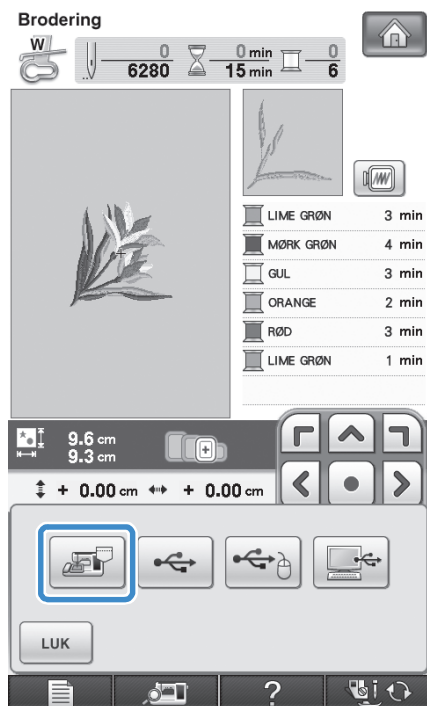 Brodering
W
0 0 min 0
6280 15 min 6
LIME GRØN 3 min
MØRK GRØN 4 min
GUL 3 min
ORANGE 2 min
RØD 3 min
LIME GRØN 1 min
9.6 cm
9.3 cm
+ 0.00 cm + 0.00 cm
LUK
?